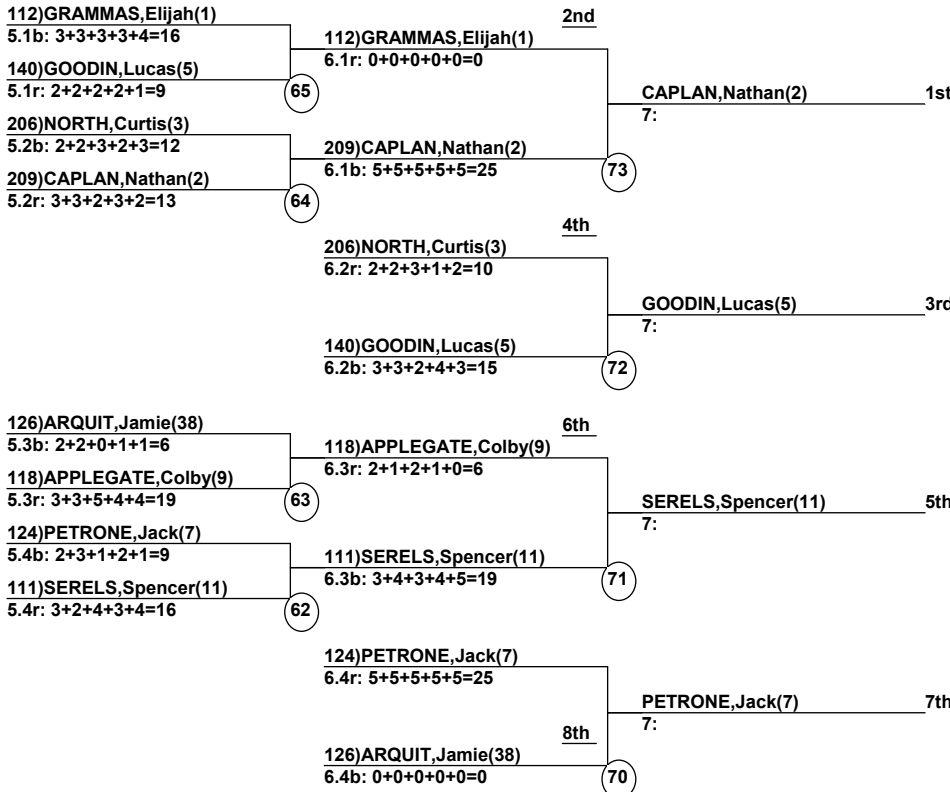 112)GRAMMAS,Elijah(1)
5.1b: 3+3+3+3+4=16
140)GOODIN,Lucas(5)
5.1r: 2+2+2+2+1=9
65
206)NORTH,Curtis(3)
5.2b: 2+2+3+2+3=12
209)CAPLAN,Nathan(2)
5.2r: 3+3+2+3+2=13
64
2nd
112)GRAMMAS,Elijah(1)
6.1r: 0+0+0+0+0=0
209)CAPLAN,Nathan(2)
6.1b: 5+5+5+5+5=25
73
CAPLAN,Nathan(2)
1st
7:
4th
206)NORTH,Curtis(3)
6.2r: 2+2+3+1+2=10
140)GOODIN,Lucas(5)
6.2b: 3+3+2+4+3=15
72
GOODIN,Lucas(5)
3rd
7:
126)ARQUIT,Jamie(38)
5.3b: 2+2+0+1+1=6
118)APPLEGATE,Colby(9)
5.3r: 3+3+5+4+4=19
63
124)PETRONE,Jack(7)
5.4b: 2+3+1+2+1=9
111)SERELS,Spencer(11)
5.4r: 3+2+4+3+4=16
62
6th
118)APPLEGATE,Colby(9)
6.3r: 2+1+2+1+0=6
111)SERELS,Spencer(11)
6.3b: 3+4+3+4+5=19
71
SERELS,Spencer(11)
5th
7:
124)PETRONE,Jack(7)
6.4r: 5+5+5+5+5=25
8th
126)ARQUIT,Jamie(38)
6.4b: 0+0+0+0+0=0
70
PETRONE,Jack(7)
7th
7: